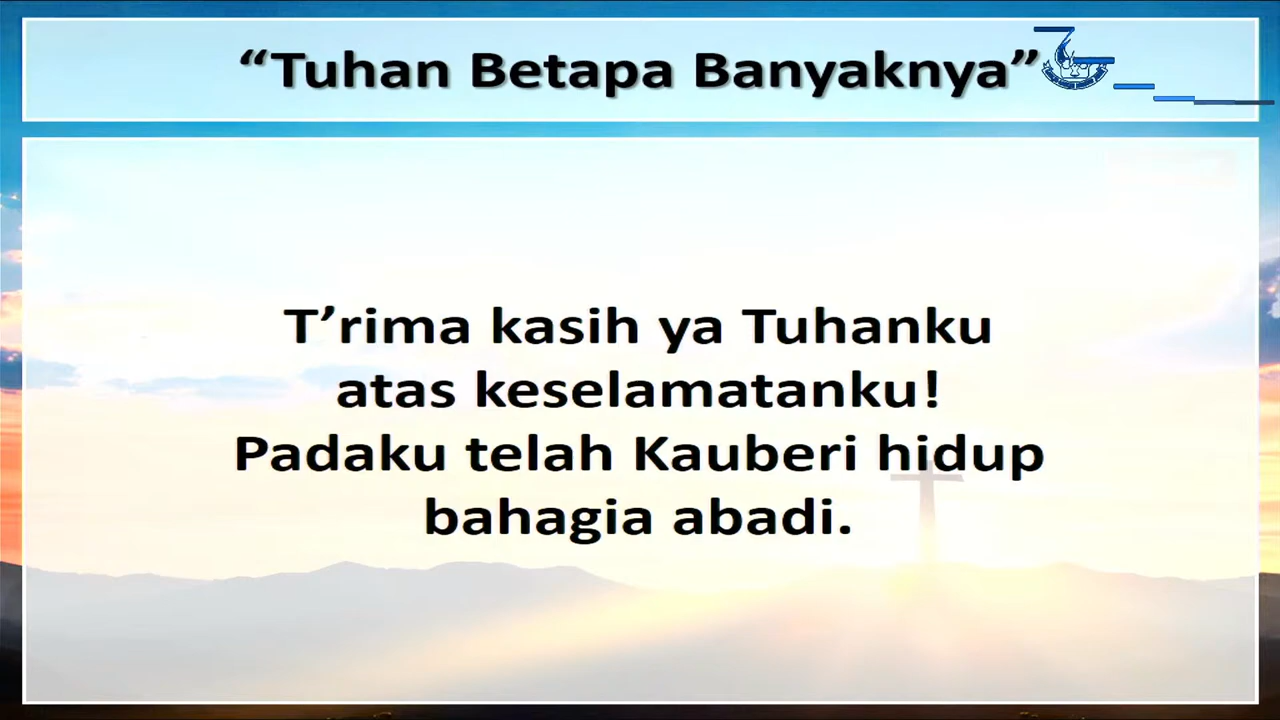 “Tuhan Betapa Banyaknya”
T’rima kasih ya Tuhanku
atas keselamatanku!
Padaku telah Kauberi hidup
bahagia abadi.